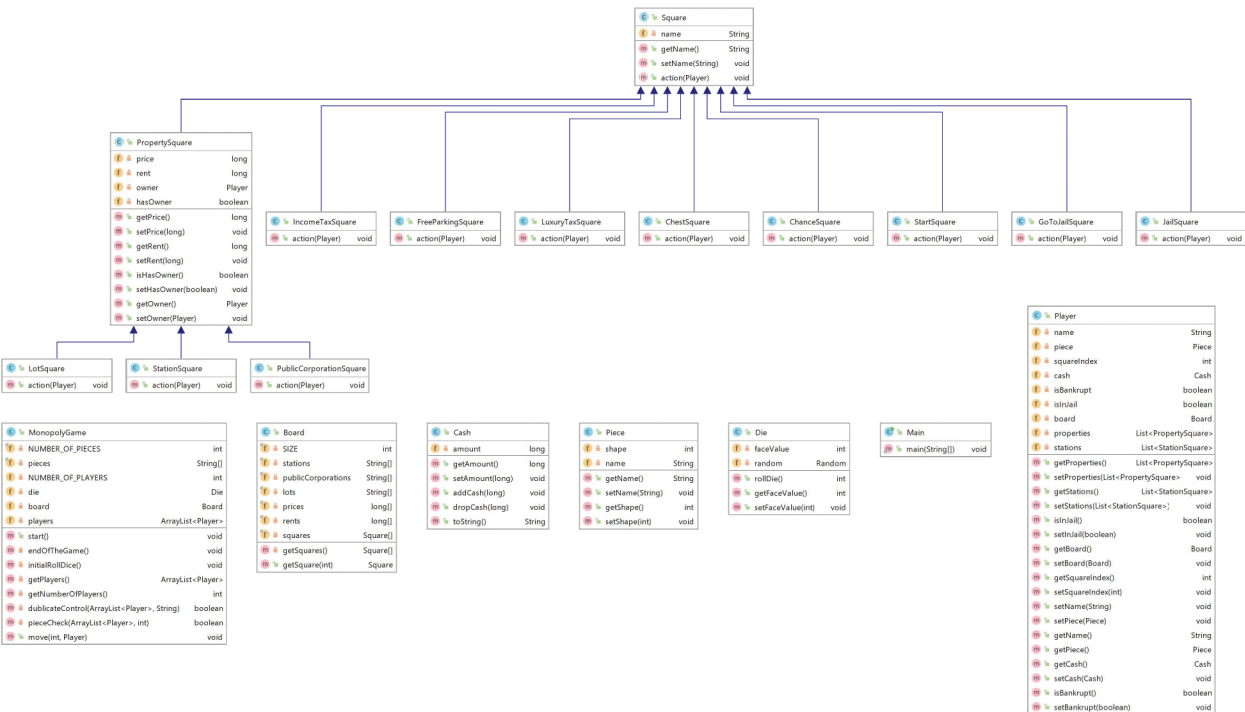 Square
name String
getName() String
setName(String) void
action(Player) void
PropertySquare
price long
rent long
owner Player
hasOwner boolean
getPrice() long
setPrice(long) void
getRent() long
setRent(long) void
isHasOwner() boolean
setHasOwner(boolean) void
getOwner() Player
setOwner(Player) void
IncomeTaxSquare
action(Player) void
FreeParkingSquare
action(Player) void
LuxuryTaxSquare
action(Player) void
ChestSquare
action(Player) void
ChanceSquare
action(Player) void
StartSquare
action(Player) void
GoToJailSquare
action(Player) void
JailSquare
action(Player) void
LotSquare
action(Player) void
StationSquare
action(Player) void
PublicCorporationSquare
action(Player) void
MonopolyGame
NUMBER_OF_PIECES int
pieces String[]
NUMBER_OF_PLAYERS int
die Die
board Board
players ArrayList<Player>
start() void
endOfTheGame() void
initialRollDice() void
getPlayers() ArrayList<Player>
getNumberOfPlayers() int
dublicateControl(ArrayList<Player>, String) boolean
pieceCheck(ArrayList<Player>, int) boolean
move(int, Player) void
Board
SIZE int
stations String[]
publicCorporations String[]
lots String[]
prices long[]
rents long[]
squares Square[]
getSquares() Square[]
getSquare(int) Square
Cash
amount long
getAmount() long
setAmount(long) void
addCash(long) void
dropCash(long) void
toString() String
Piece
shape int
name String
getName() String
setName(String) void
getShape() int
setShape(int) void
Die
faceValue int
random Random
rollDie() int
getFaceValue() int
setFaceValue(int) void
Main
main(String[]) void
Player
name String
piece Piece
squareIndex int
cash Cash
isBankrupt boolean
isInJail boolean
board Board
properties List<PropertySquare>
stations List<StationSquare>
getProperties() List<PropertySquare>
setProperties(List<PropertySquare> void
getStations() List<StationSquare>
setStations(List<StationSquare>) void
isInJail() boolean
setInJail(boolean) void
getBoard() Board
setBoard(Board) void
getSquareIndex() int
setSquareIndex(int) void
setName(String) void
setPiece(Piece) void
getName() String
getPiece() Piece
getCash() Cash
setCash(Cash) void
isBankrupt() boolean
setBankrupt(boolean) void